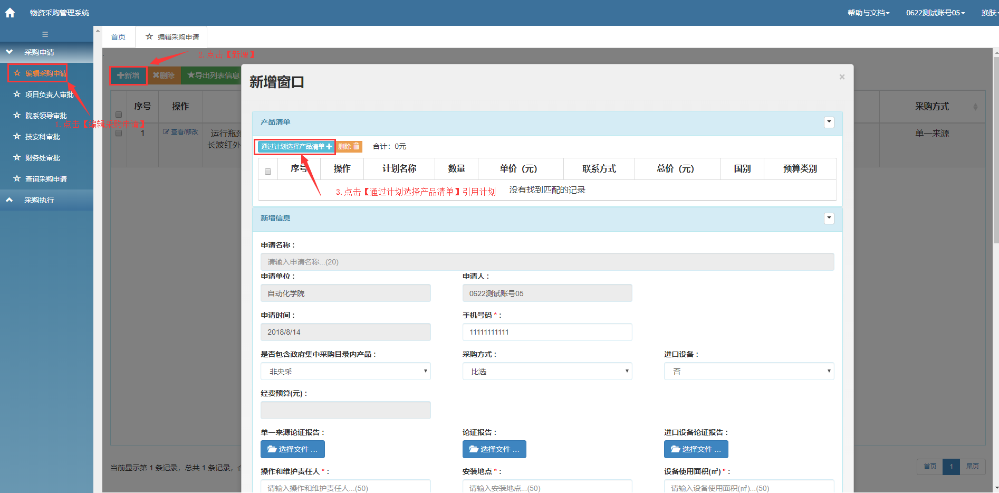 物资采购管理系统
帮助与文档
0622测试账号05
换肤
采购申请
编辑采购申请
项目负责人审批
院系领导审批
技安科审批
财务处审批
查询采购申请
采购执行
1.点击【编辑采购申请】
首页
编辑采购申请
2.点击【新增】
新增
删除
导出列表信息
序号
操作
采购方式
1
查看/修改
运行瓶颈
长波红外
单一来源
新增窗口
×
产品清单
通过计划选择产品清单
删除
合计：0元
序号
操作
计划名称
数量
单价（元）
联系方式
总价（元）
国别
预算类别
3.点击【通过计划选择产品清单】引用计划
没有找到匹配的记录
新增信息
申请名称：
请输入申请名称...(20)
申请单位：
申请人：
自动化学院
0622测试账号05
申请时间：
手机号码 *：
2018/8/14
11111111111
是否包含政府集中采购目录内产品：
采购方式：
进口设备：
非央采
比选
否
经费预算(元)：
单一来源论证报告：
论证报告：
进口设备论证报告：
选择文件 ...
选择文件 ...
选择文件 ...
操作和维护责任人 *：
安装地点 *：
设备使用面积(㎡) *：
请输入操作和维护责任人...(50)
请输入安装地点...(50)
请输入设备使用面积(㎡)...(50)
当前显示第 1 条记录，总共 1 条记录，
首页
1
尾页